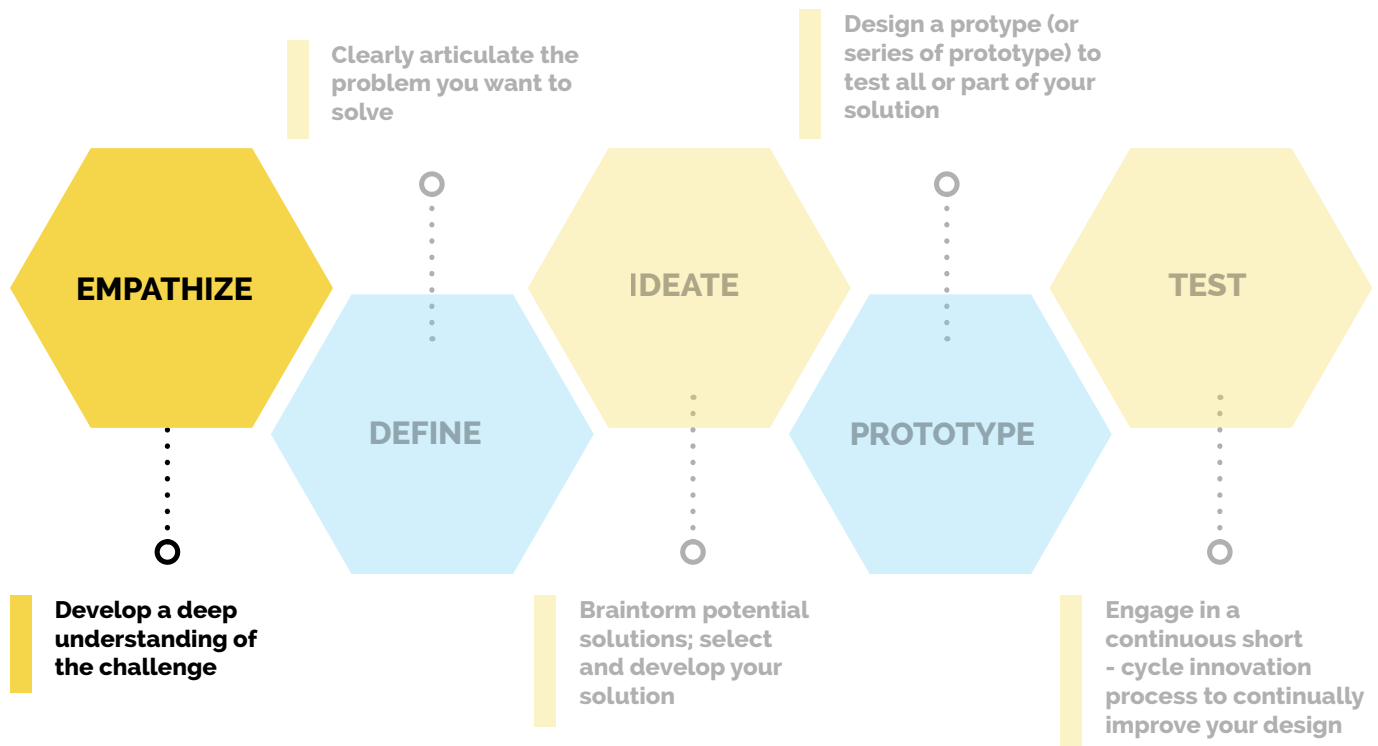 EMPATHIZE
Develop a deep
understanding of
the challenge
Clearly articulate the
problem you want to
solve
DEFINE
IDEATE
Braintorm potential
solutions; select
and develop your
solution
Design a protype (or
series of prototype) to
test all or part of your
solution
PROTOTYPE
TEST
Engage in a
continuous short
- cycle innovation
process to continually
improve your design